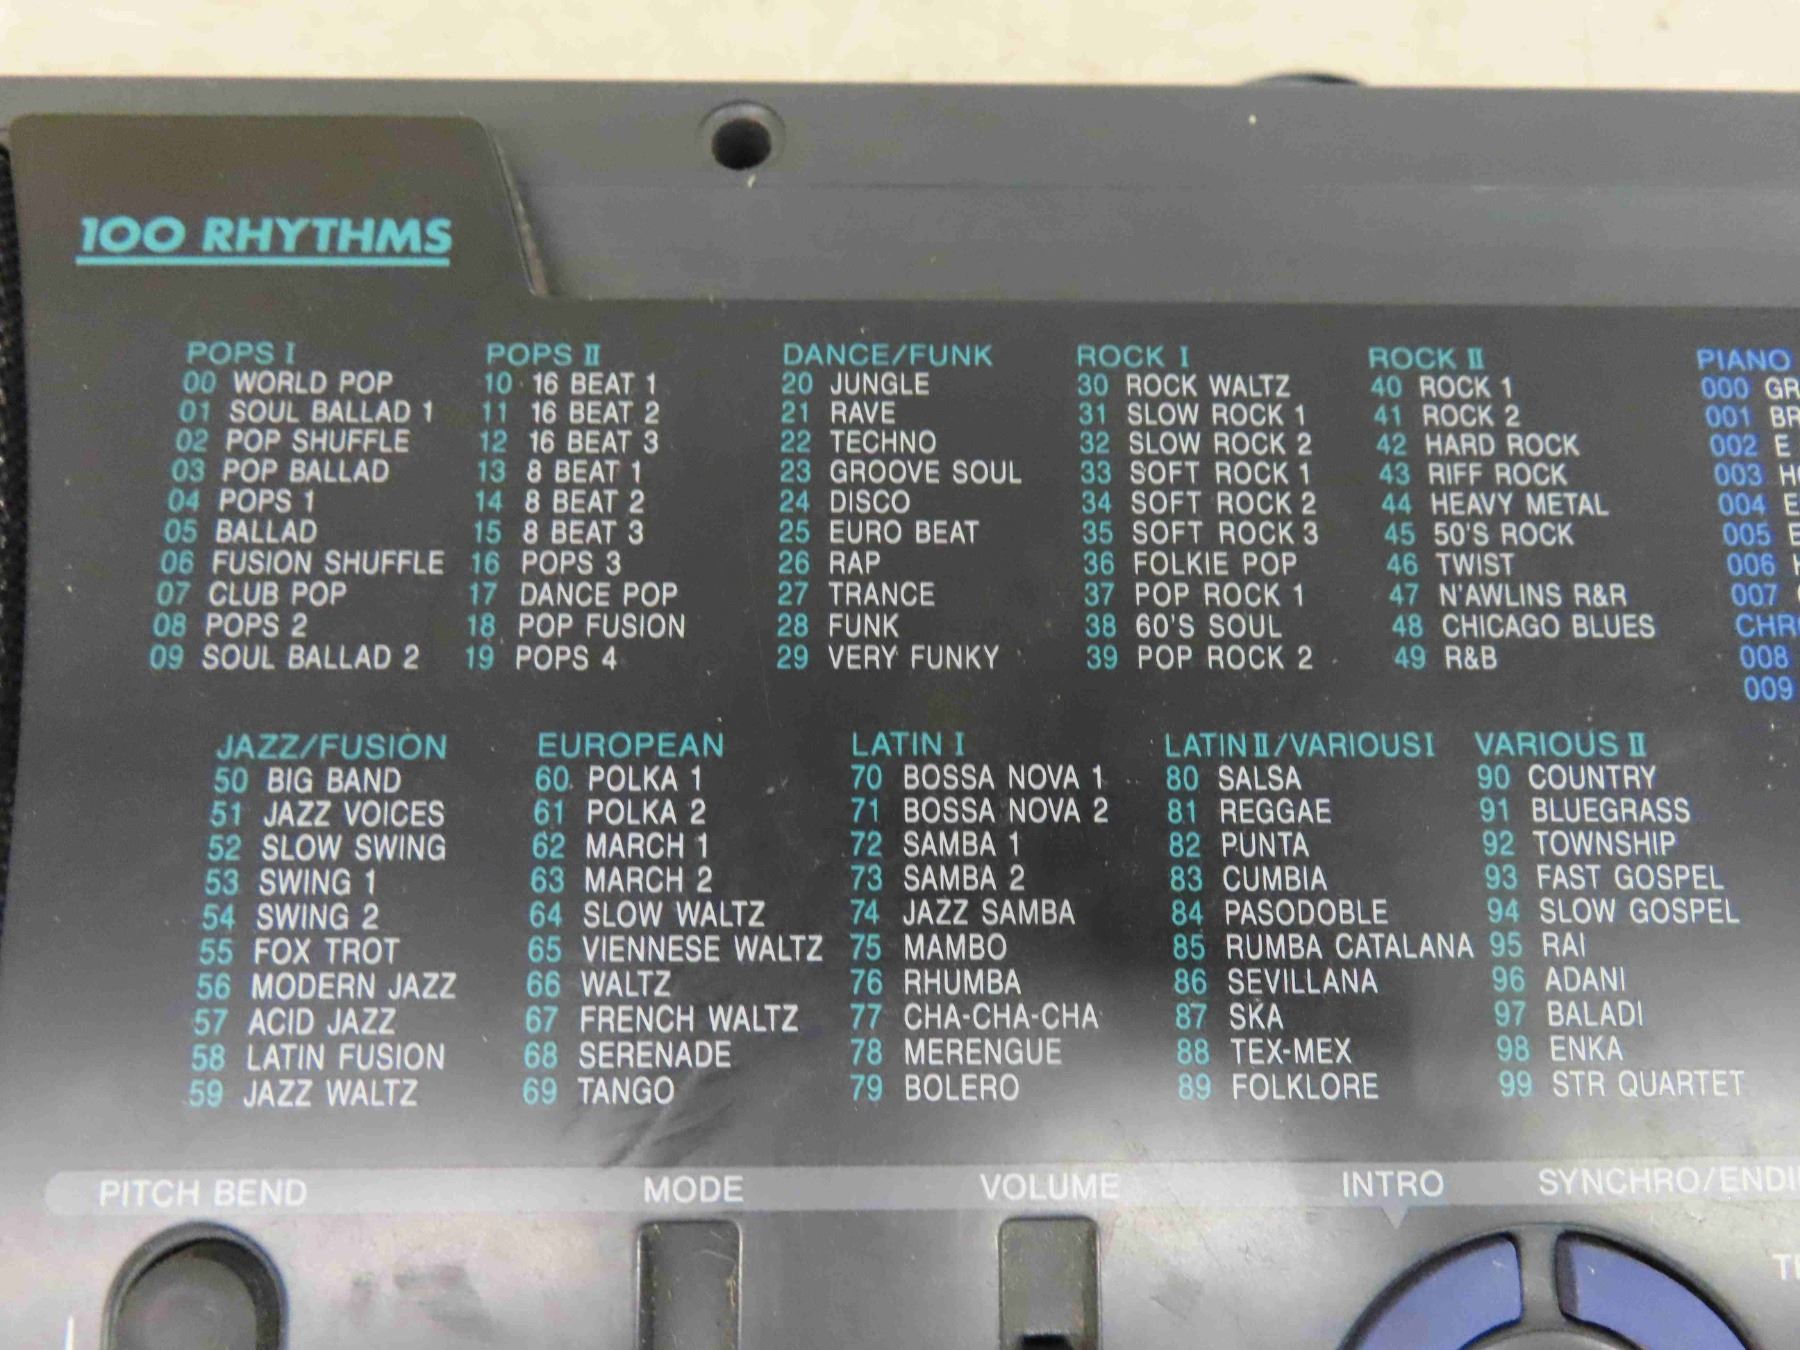 100 RHYTHMS
POPS I
00 WORLD POP
01 SOUL BALLAD 1
02 POP SHUFFLE
03 POP BALLAD
04 POPS 1
05 BALLAD
06 FUSION SHUFFLE
07 CLUB POP
08 POPS 2
09 SOUL BALLAD 2
POPS II
10 16 BEAT 1
11 16 BEAT 2
12 16 BEAT 3
13 8 BEAT 1
14 8 BEAT 2
15 8 BEAT 3
16 POPS 3
17 DANCE POP
18 POP FUSION
19 POPS 4
DANCE/FUNK
20 JUNGLE
21 RAVE
22 TECHNO
23 GROOVE SOUL
24 DISCO
25 EURO BEAT
26 RAP
27 TRANCE
28 FUNK
29 VERY FUNKY
ROCK I
30 ROCK WALTZ
31 SLOW ROCK 1
32 SLOW ROCK 2
33 SOFT ROCK 1
34 SOFT ROCK 2
35 SOFT ROCK 3
36 FOLKIE POP
37 POP ROCK 1
38 60'S SOUL
39 POP ROCK 2
ROCK II
40 ROCK 1
41 ROCK 2
42 HARD ROCK
43 RIFF ROCK
44 HEAVY METAL
45 50'S ROCK
46 TWIST
47 N'AWLINS R&R
48 CHICAGO BLUES
49 R&B
PIANO
000 GR
001 BR
002 E
003
004
005
006
007
CHR
008
009
JAZZ/FUSION
50 BIG BAND
51 JAZZ VOICES
52 SLOW SWING
53 SWING 1
54 SWING 2
55 FOX TROT
56 MODERN JAZZ
57 ACID JAZZ
58 LATIN FUSION
59 JAZZ WALTZ
EUROPEAN
60 POLKA 1
61 POLKA 2
62 MARCH 1
63 MARCH 2
64 SLOW WALTZ
65 VIENNESE WALTZ
66 WALTZ
67 FRENCH WALTZ
68 SERENADE
69 TANGO
LATIN I
70 BOSSA NOVA 1
71 BOSSA NOVA 2
72 SAMBA 1
73 SAMBA 2
74 JAZZ SAMBA
75 MAMBO
76 RHUMBA
77 CHA-CHA-CHA
78 MERENGUE
79 BOLERO
LATIN II/VARIOUS I
80 SALSA
81 REGGAE
82 PUNTA
83 CUMBIA
84 PASODOBLE
85 RUMBA CATALANA
86 SEVILLANA
87 SKA
88 TEX-MEX
89 FOLKLORE
VARIOUS II
90 COUNTRY
91 BLUEGRASS
92 TOWNSHIP
93 FAST GOSPEL
94 SLOW GOSPEL
95 RAI
96 ADANI
97 BALADI
98 ENKA
99 STR QUARTET
PITCH BEND
MODE
VOLUME
INTRO
SYNCHRO/ENDI